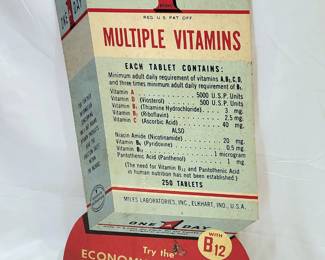 REG. U.S. PAT. OFF.
MULTIPLE VITAMINS
EACH TABLET CONTAINS:
Minimum adult daily requirement of vitamins A, B₂, C, D,
and three times minimum adult daily requirement of B₁.
Vitamin A 5000 U.S.P. Units
Vitamin D (Viosterol) 500 U.S.P. Units
Vitamin B₁ (Thiamine Hydrochloride) 3 mg.
Vitamin B₂ (Riboflavin) 2.5 mg.
Vitamin C (Ascorbic Acid) 40 mg.
ALSO
Niacin Amide (Nicotinamide) 20 mg.
Vitamin B₆ (Pyridoxine) 0.5 mg.
Vitamin B₁₂ 1 microgram
Pantothenic Acid (Panthenol) 1 mg.
(The need for Vitamin B₁₂ and Pantothenic Acid
in human nutrition has not been established.)
250 TABLETS
MILES LABORATORIES, INC., ELKHART, IND., U.S.A.
ONE A DAY
ONE A DAY
WITH
B12
Try the
ECONOM